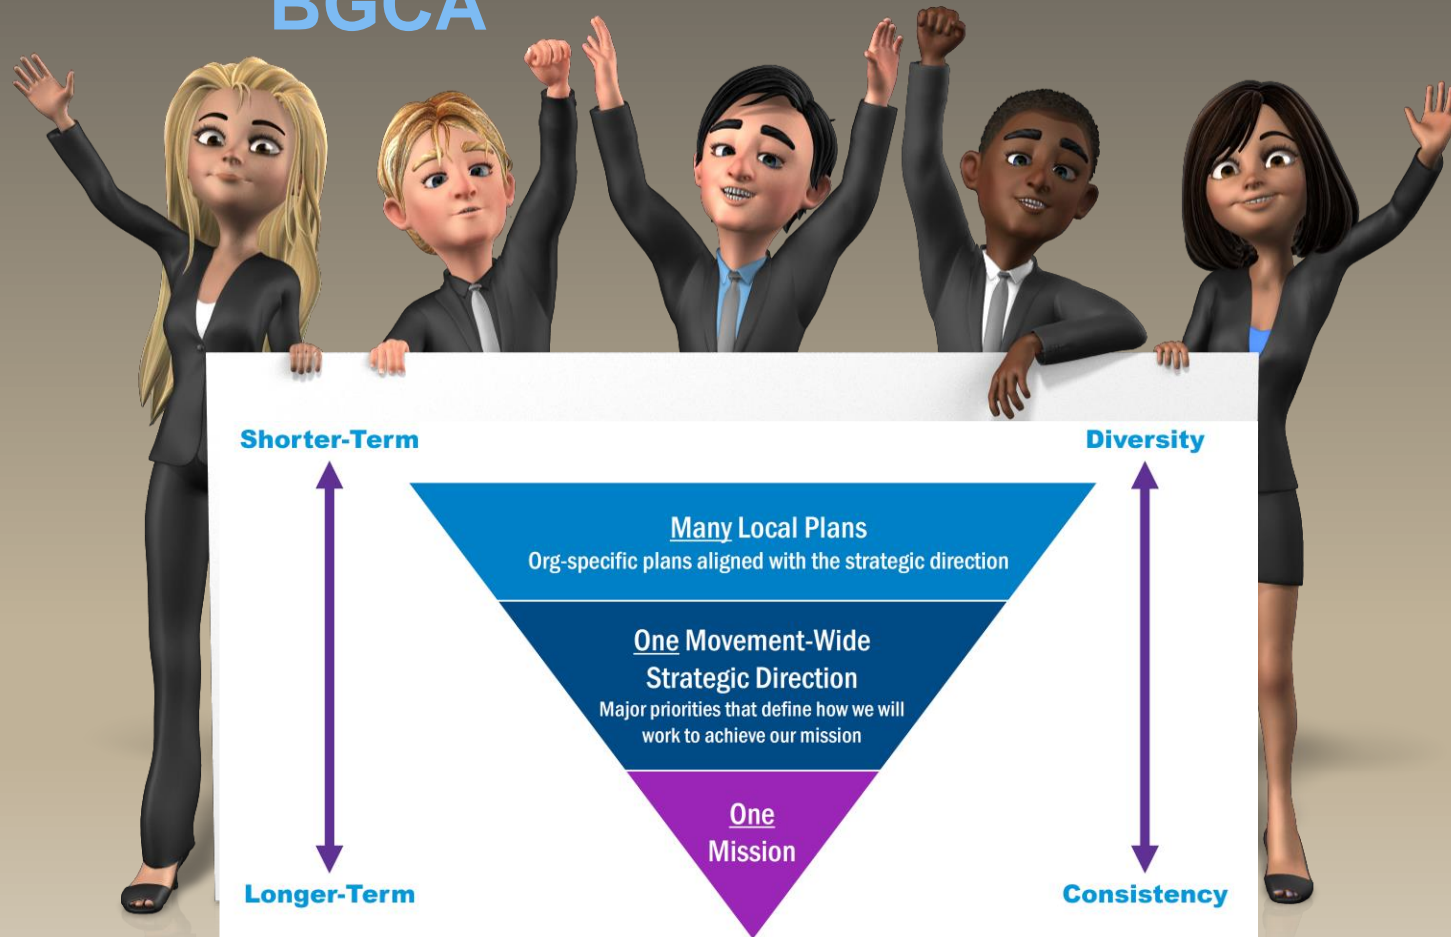 BGCA
Shorter-Term
Diversity
Many Local Plans
Org-specific plans aligned with the strategic direction
One Movement-Wide
Strategic Direction
Major priorities that define how we will
work to achieve our mission
One
Mission
Longer-Term
Consistency